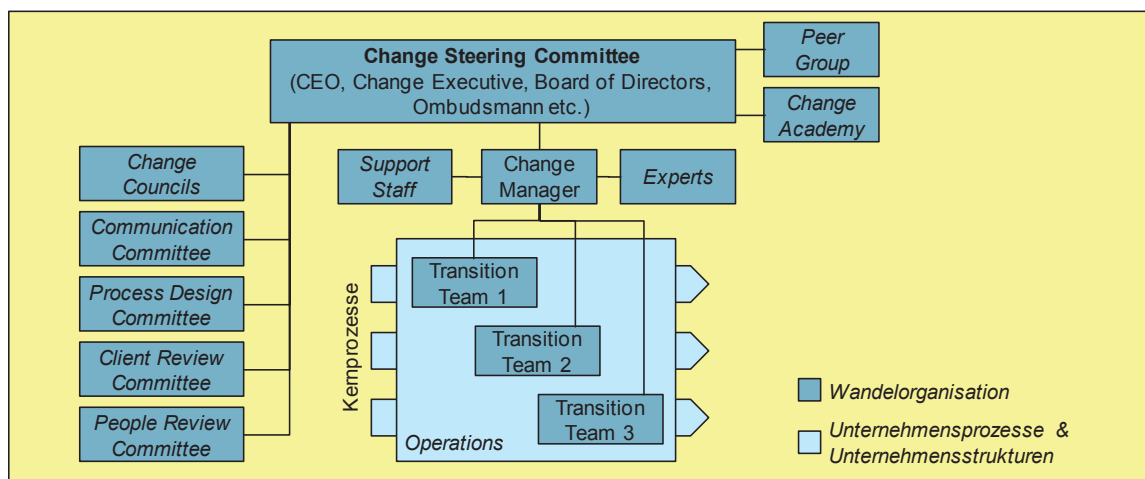 Change Steering Committee
(CEO, Change Executive, Board of Directors,
Ombudsmann etc.)
Peer
Group
Change
Academy
Change
Councils
Communication
Committee
Process Design
Committee
Client Review
Committee
People Review
Committee
Support
Staff
Change
Manager
Experts
Kernprozesse
Transition
Team 1
Transition
Team 2
Transition
Team 3
Operations
Wandelorganisation
Unternehmensprozesse &
Unternehmensstrukturen